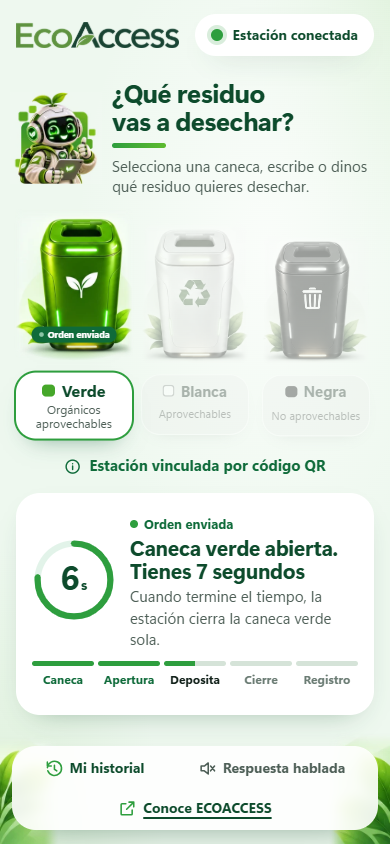 EcoAccess
Estación conectada
¿Qué residuo
vas a desechar?
Selecciona una caneca, escribe o dinos
qué residuo quieres desechar.
Orden enviada
Verde
Orgánicos
aprovechables
Blanca
Aprovechables
Negra
No aprovechables
Estación vinculada por código QR
Orden enviada
Caneca verde abierta.
Tienes 7 segundos
6 s
Cuando termine el tiempo, la
estación cierra la caneca verde
sola.
Caneca Apertura Deposita Cierre Registro
Mi historial
Respuesta hablada
Conoce ECOACCESS